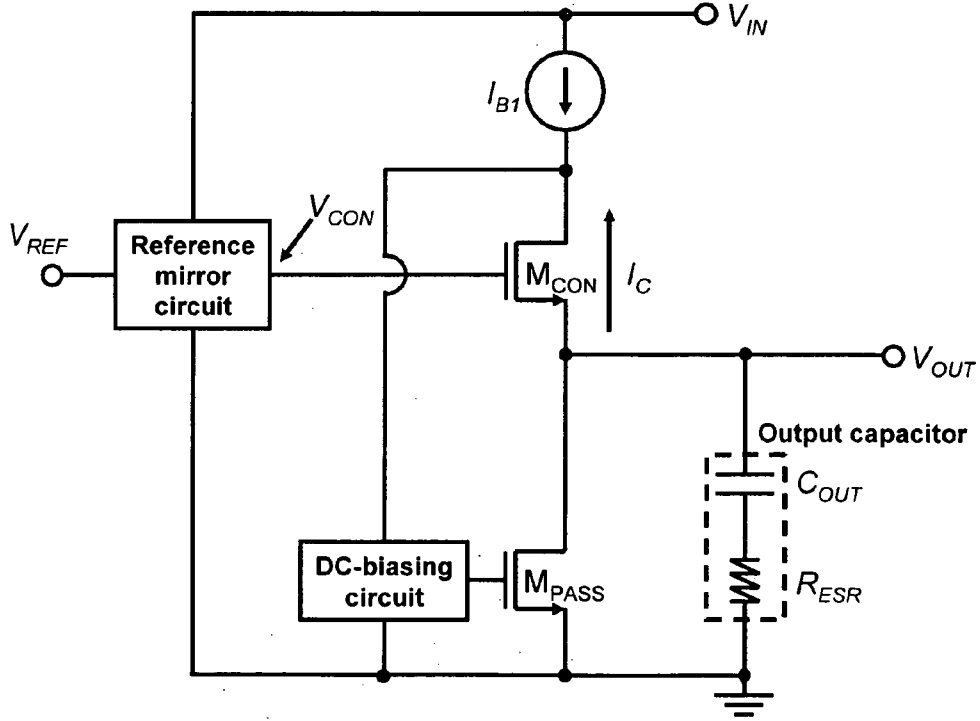 V_IN
I_B1
V_CON
V_REF
Reference
mirror
circuit
M_CON
I_C
V_OUT
Output capacitor
C_OUT
DC-biasing
circuit
M_PASS
R_ESR